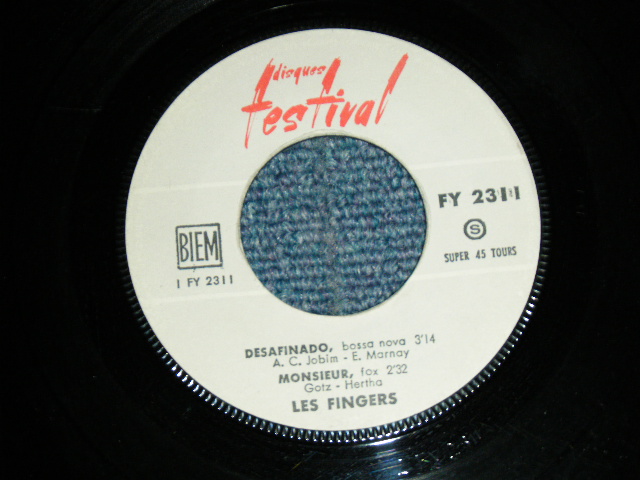 disques
festival
FY 2311
S
SUPER 45 TOURS
BIEM
1 FY 2311
DESAFINADO, bossa nova 3'14
A. C. Jobim - E. Marnay
MONSIEUR, fox 2'32
Gotz - Hertha
LES FINGERS